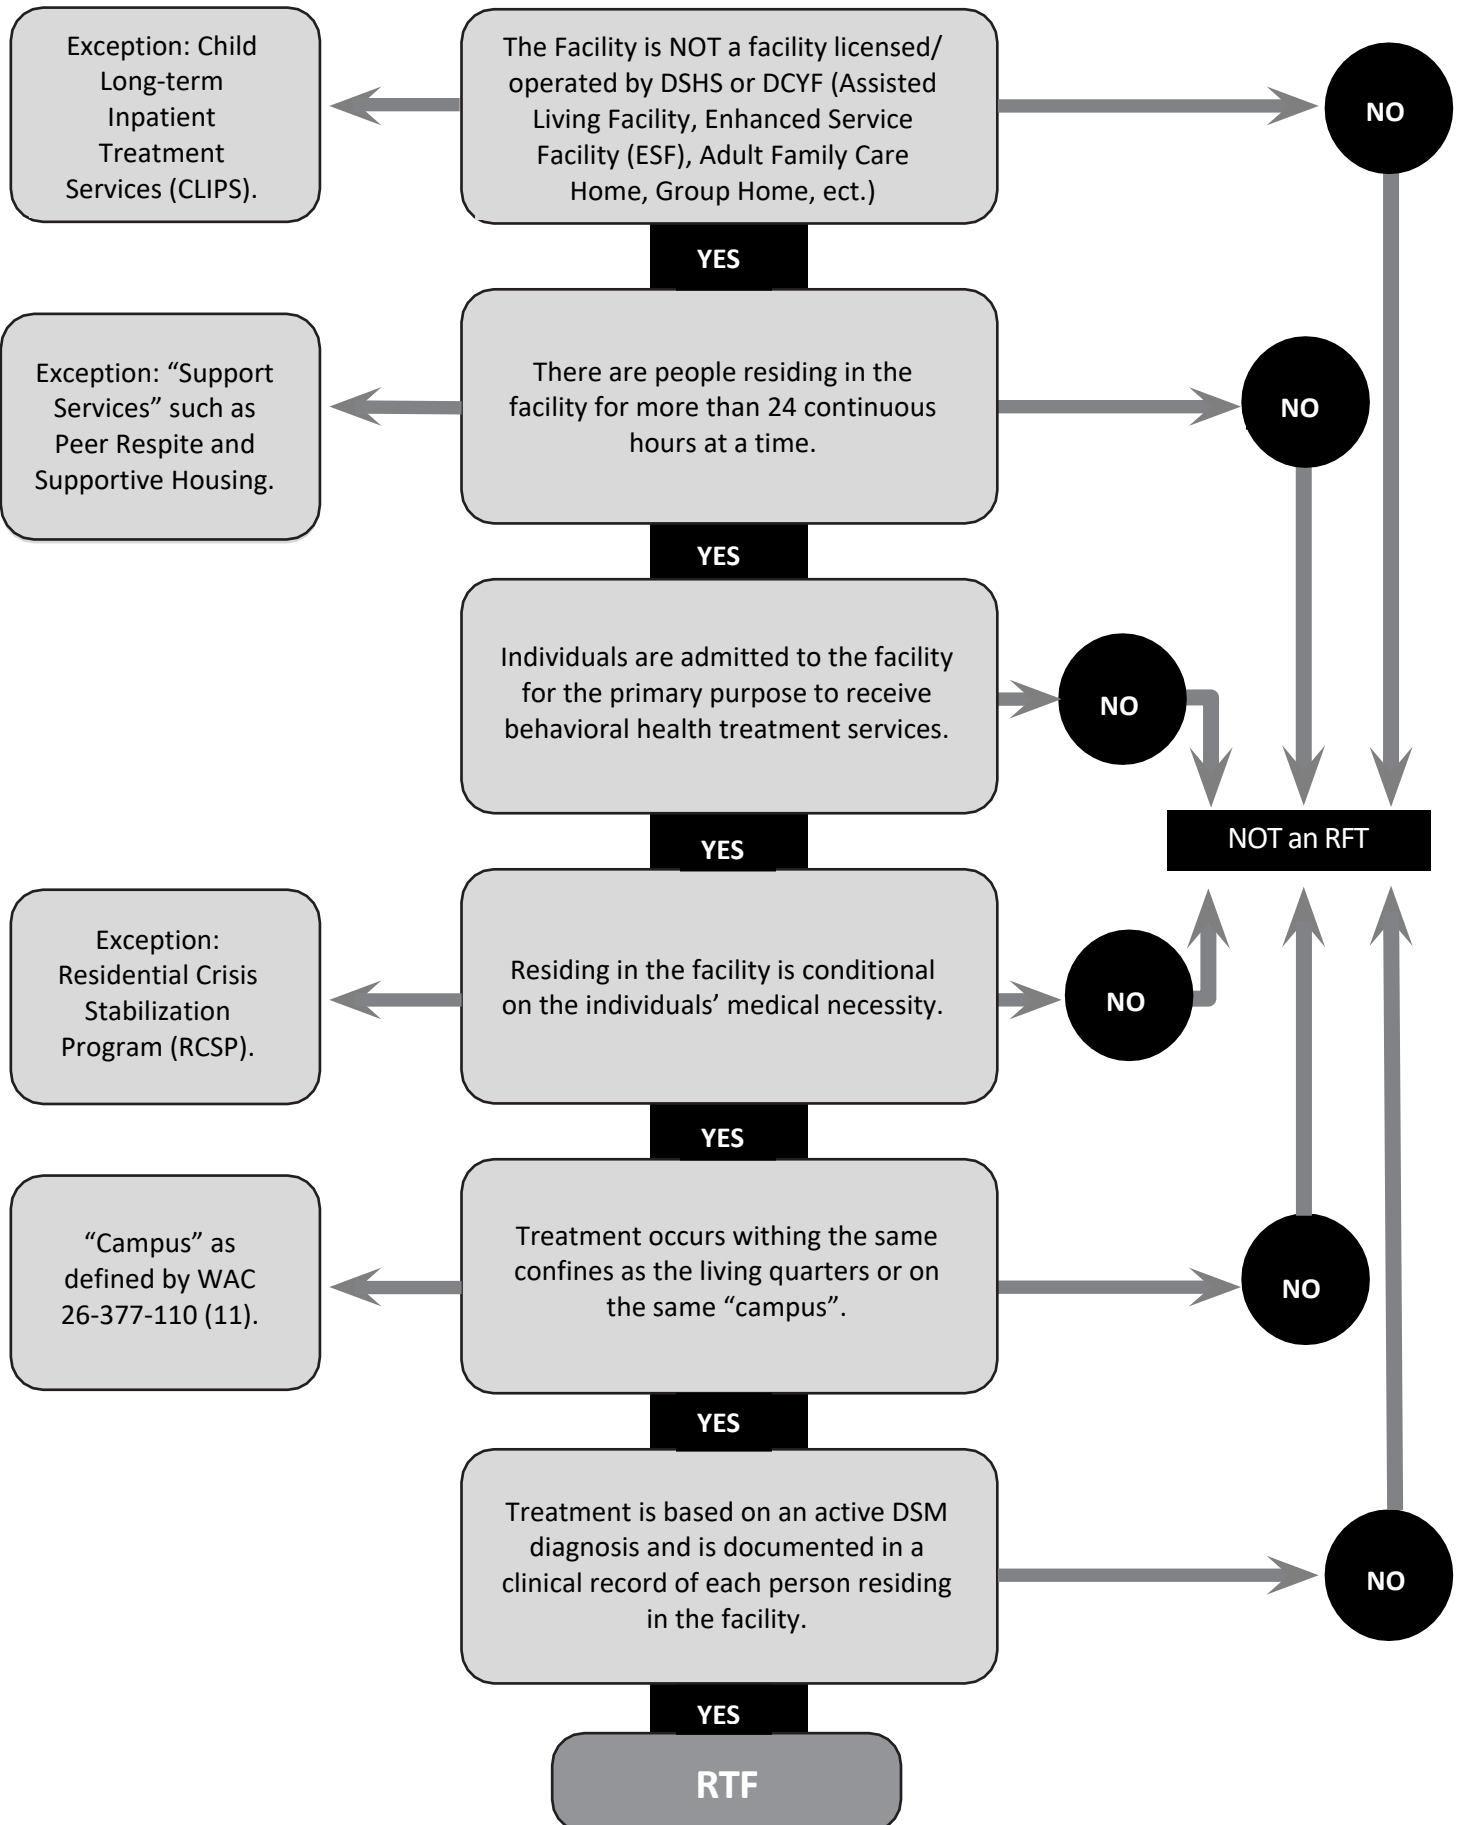 Exception: Child
Long-term
Inpatient
Treatment
Services (CLIPS).
The Facility is NOT a facility licensed/
operated by DSHS or DCYF (Assisted
Living Facility, Enhanced Service
Facility (ESF), Adult Family Care
Home, Group Home, ect.)
NO
YES
Exception: “Support
Services” such as
Peer Respite and
Supportive Housing.
There are people residing in the
facility for more than 24 continuous
hours at a time.
NO
YES
Individuals are admitted to the facility
for the primary purpose to receive
behavioral health treatment services.
NO
NOT an RFT
YES
Exception:
Residential Crisis
Stabilization
Program (RCSP).
Residing in the facility is conditional
on the individuals’ medical necessity.
NO
YES
“Campus” as
defined by WAC
26-377-110 (11).
Treatment occurs withing the same
confines as the living quarters or on
the same “campus”.
NO
YES
Treatment is based on an active DSM
diagnosis and is documented in a
clinical record of each person residing
in the facility.
NO
YES
RTF